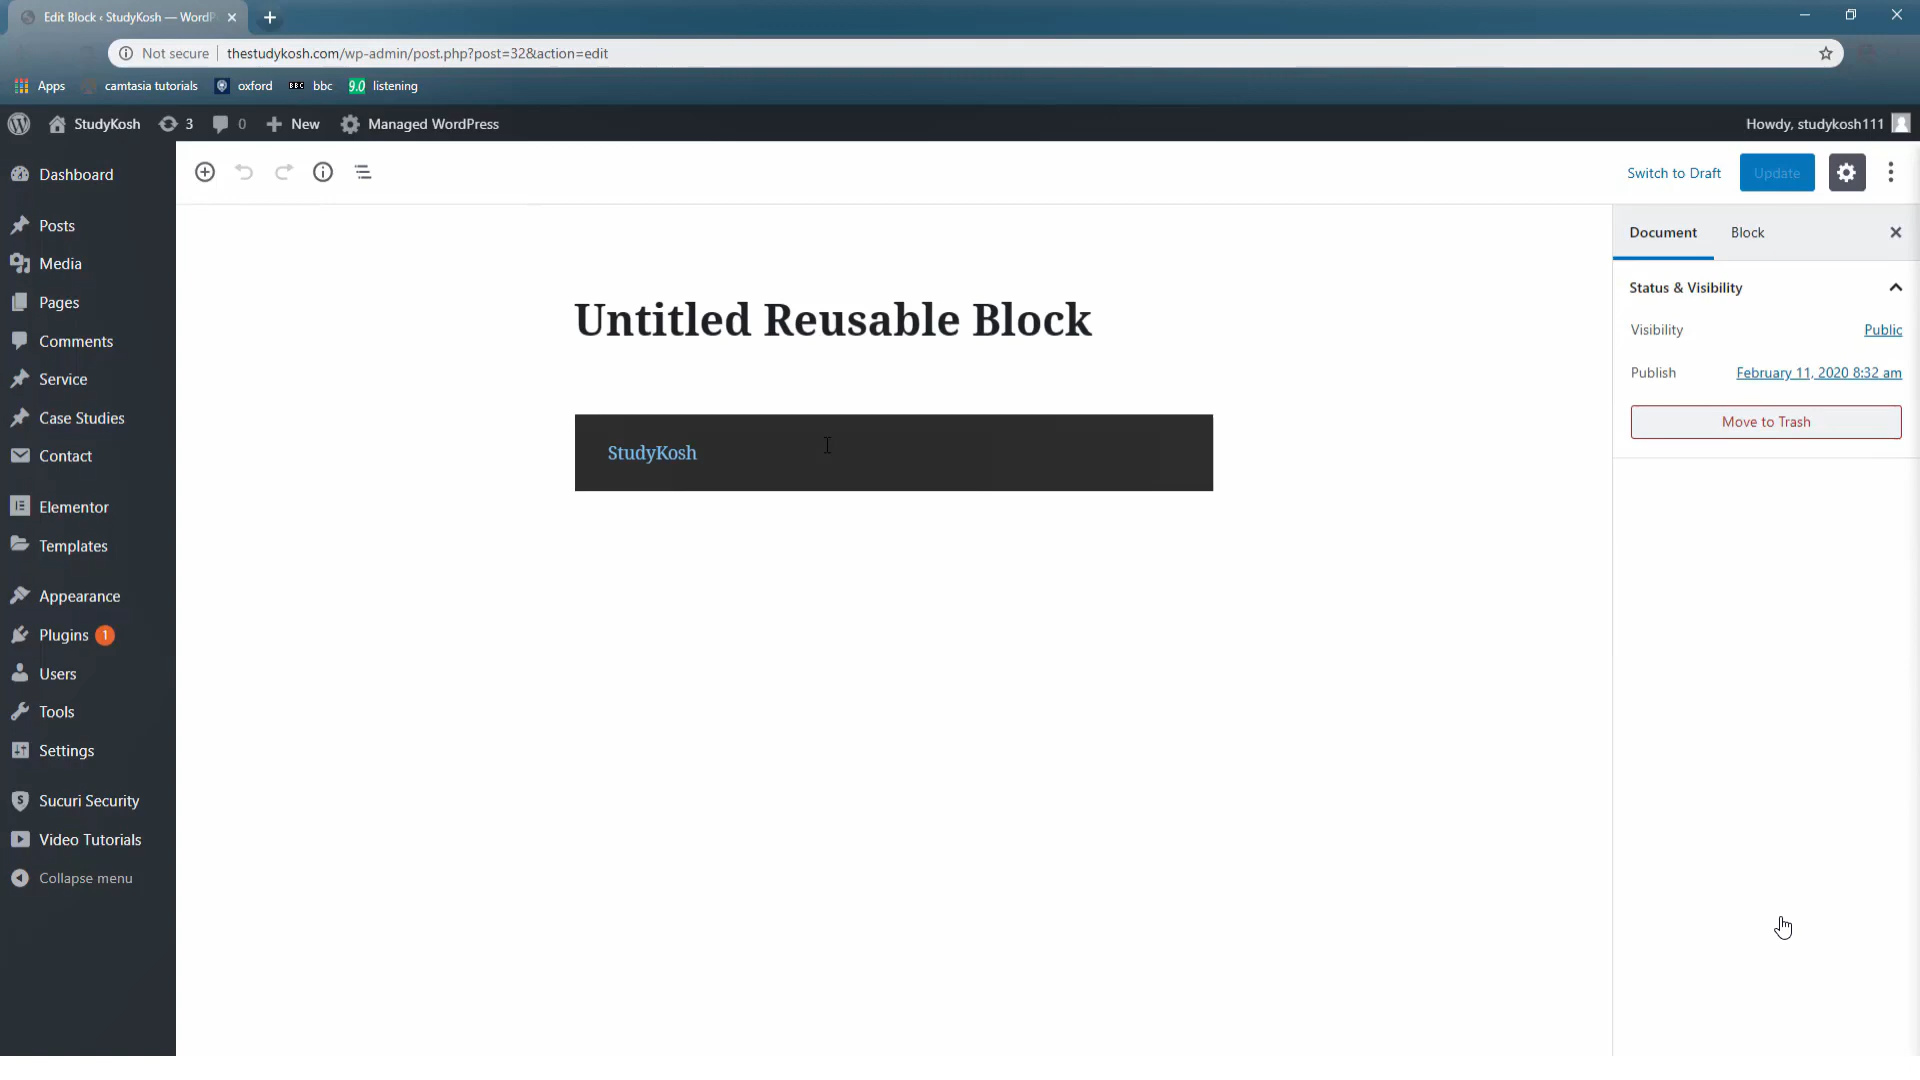 Edit Block ‹ StudyKosh — WordP
Not secure
thestudykosh.com/wp-admin/post.php?post=32&action=edit
Apps
camtasia tutorials
oxford
BBC
bbc
9.0
listening
StudyKosh
3
0
New
Managed WordPress
Howdy, studykosh111
Dashboard
Posts
Media
Pages
Comments
Service
Case Studies
Contact
Elementor
Templates
Appearance
Plugins 1
Users
Tools
Settings
Sucuri Security
Video Tutorials
Collapse menu
Switch to Draft
Update
Untitled Reusable Block
StudyKosh
Document
Block
Status & Visibility
Visibility
Public
Publish
February 11, 2020 8:32 am
Move to Trash